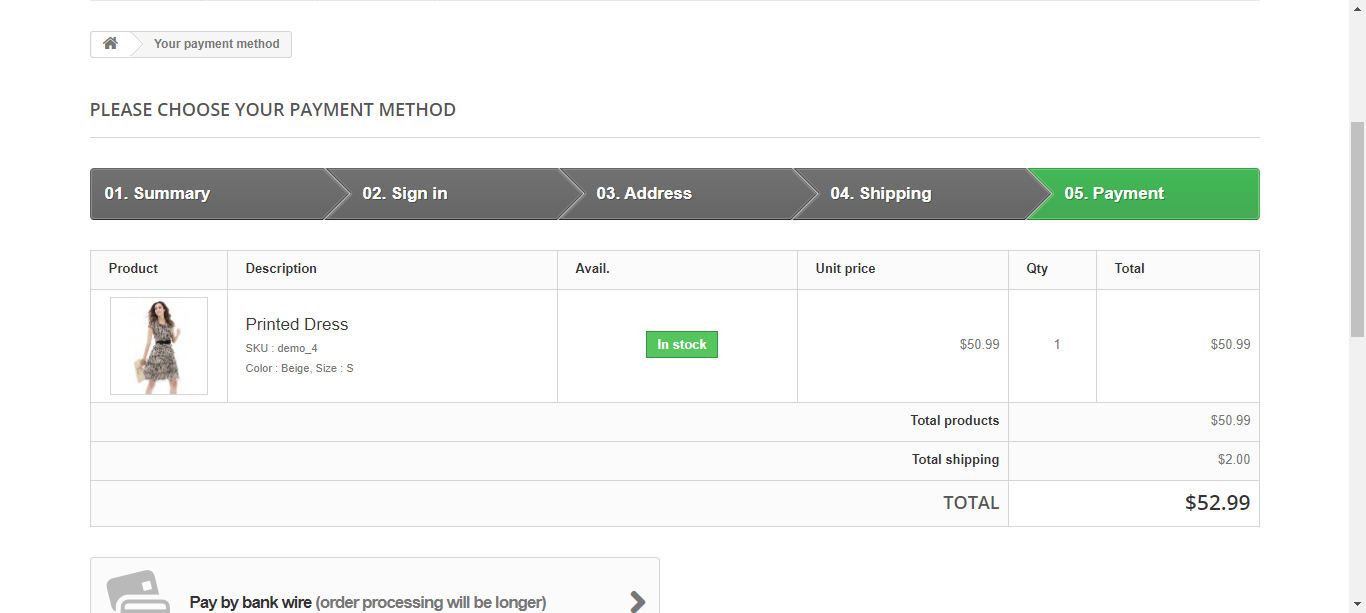 Your payment method
PLEASE CHOOSE YOUR PAYMENT METHOD
01. Summary 02. Sign in 03. Address 04. Shipping 05. Payment
Product Description Avail. Unit price Qty Total
Printed Dress
SKU : demo_4
Color : Beige, Size : S
In stock
$50.99 1 $50.99
Total products $50.99
Total shipping $2.00
TOTAL $52.99
Pay by bank wire (order processing will be longer)